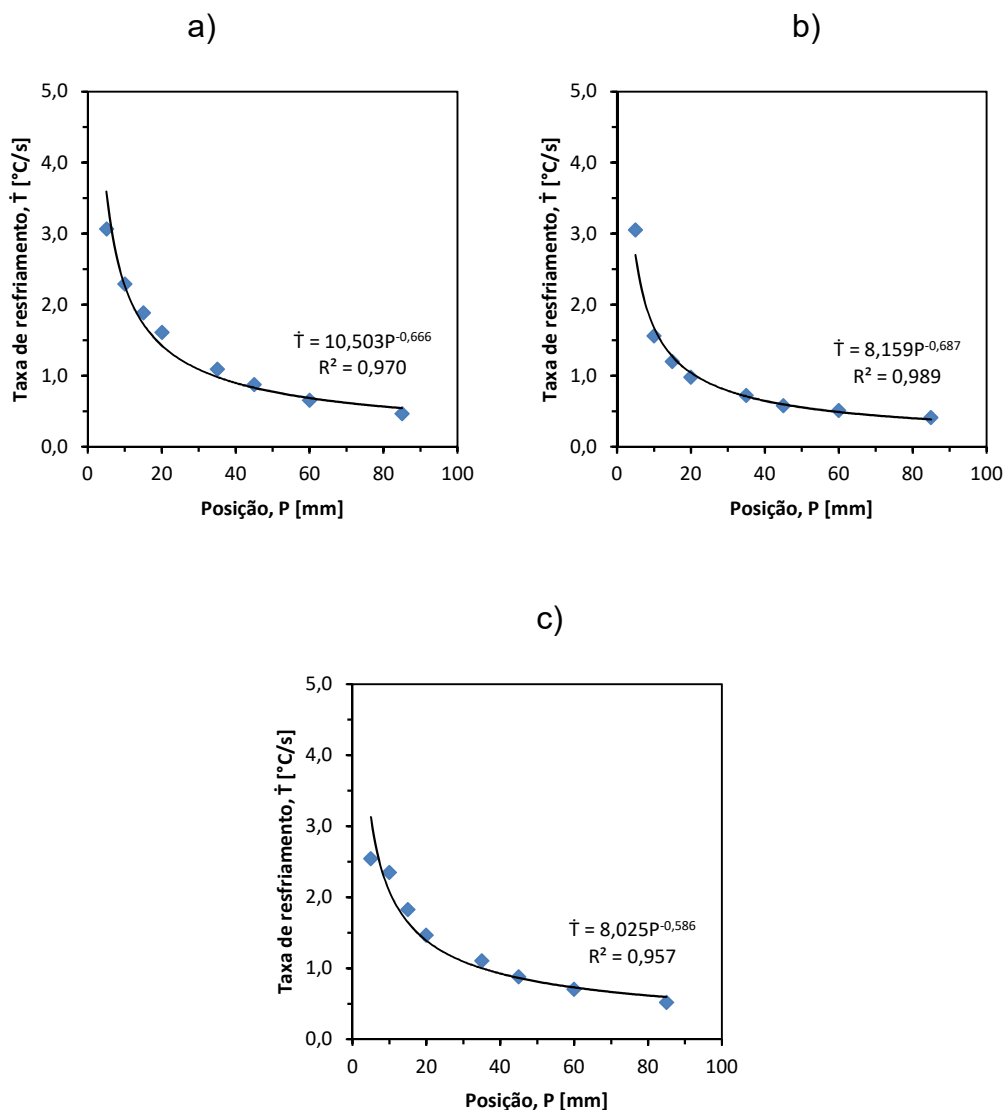 a)
b)
5,0
4,0
3,0
2,0
1,0
0,0
Taxa de resfriamento, Ṫ [°C/s]
Ṫ = 10,503P⁻⁰,⁶⁶⁶
R² = 0,970
0 20 40 60 80 100
Posição, P [mm]
5,0
4,0
3,0
2,0
1,0
0,0
Taxa de resfriamento, Ṫ [°C/s]
Ṫ = 8,159P⁻⁰,⁶⁸⁷
R² = 0,989
0 20 40 60 80 100
Posição, P [mm]
c)
5,0
4,0
3,0
2,0
1,0
0,0
Taxa de resfriamento, Ṫ [°C/s]
Ṫ = 8,025P⁻⁰,⁵⁸⁶
R² = 0,957
0 20 40 60 80 100
Posição, P [mm]